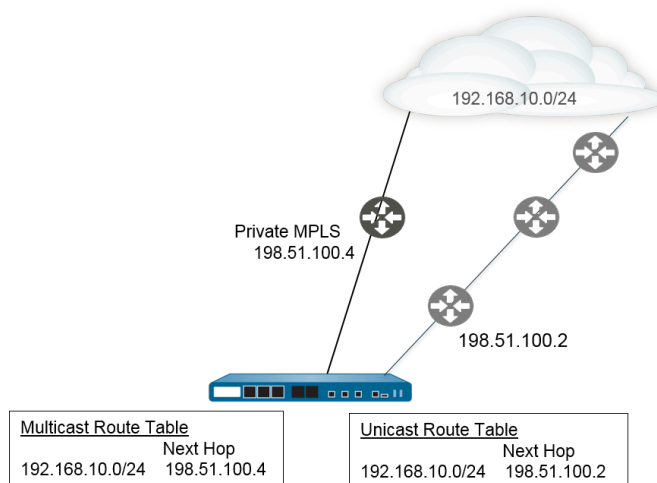 192.168.10.0/24
Private MPLS
198.51.100.4
198.51.100.2
Multicast Route Table
Next Hop
192.168.10.0/24 198.51.100.4
Unicast Route Table
Next Hop
192.168.10.0/24 198.51.100.2